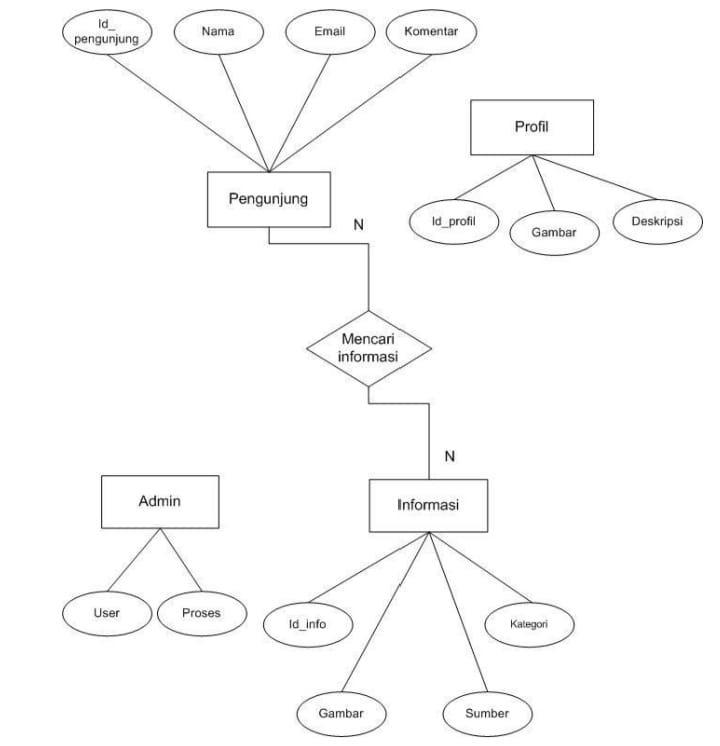 Id_
pengunjung
Nama
Email
Komentar
Profil
Pengunjung
N
Id_profil
Gambar
Deskripsi
Mencari
informasi
N
Admin
Informasi
User
Proses
Id_info
Kategori
Gambar
Sumber